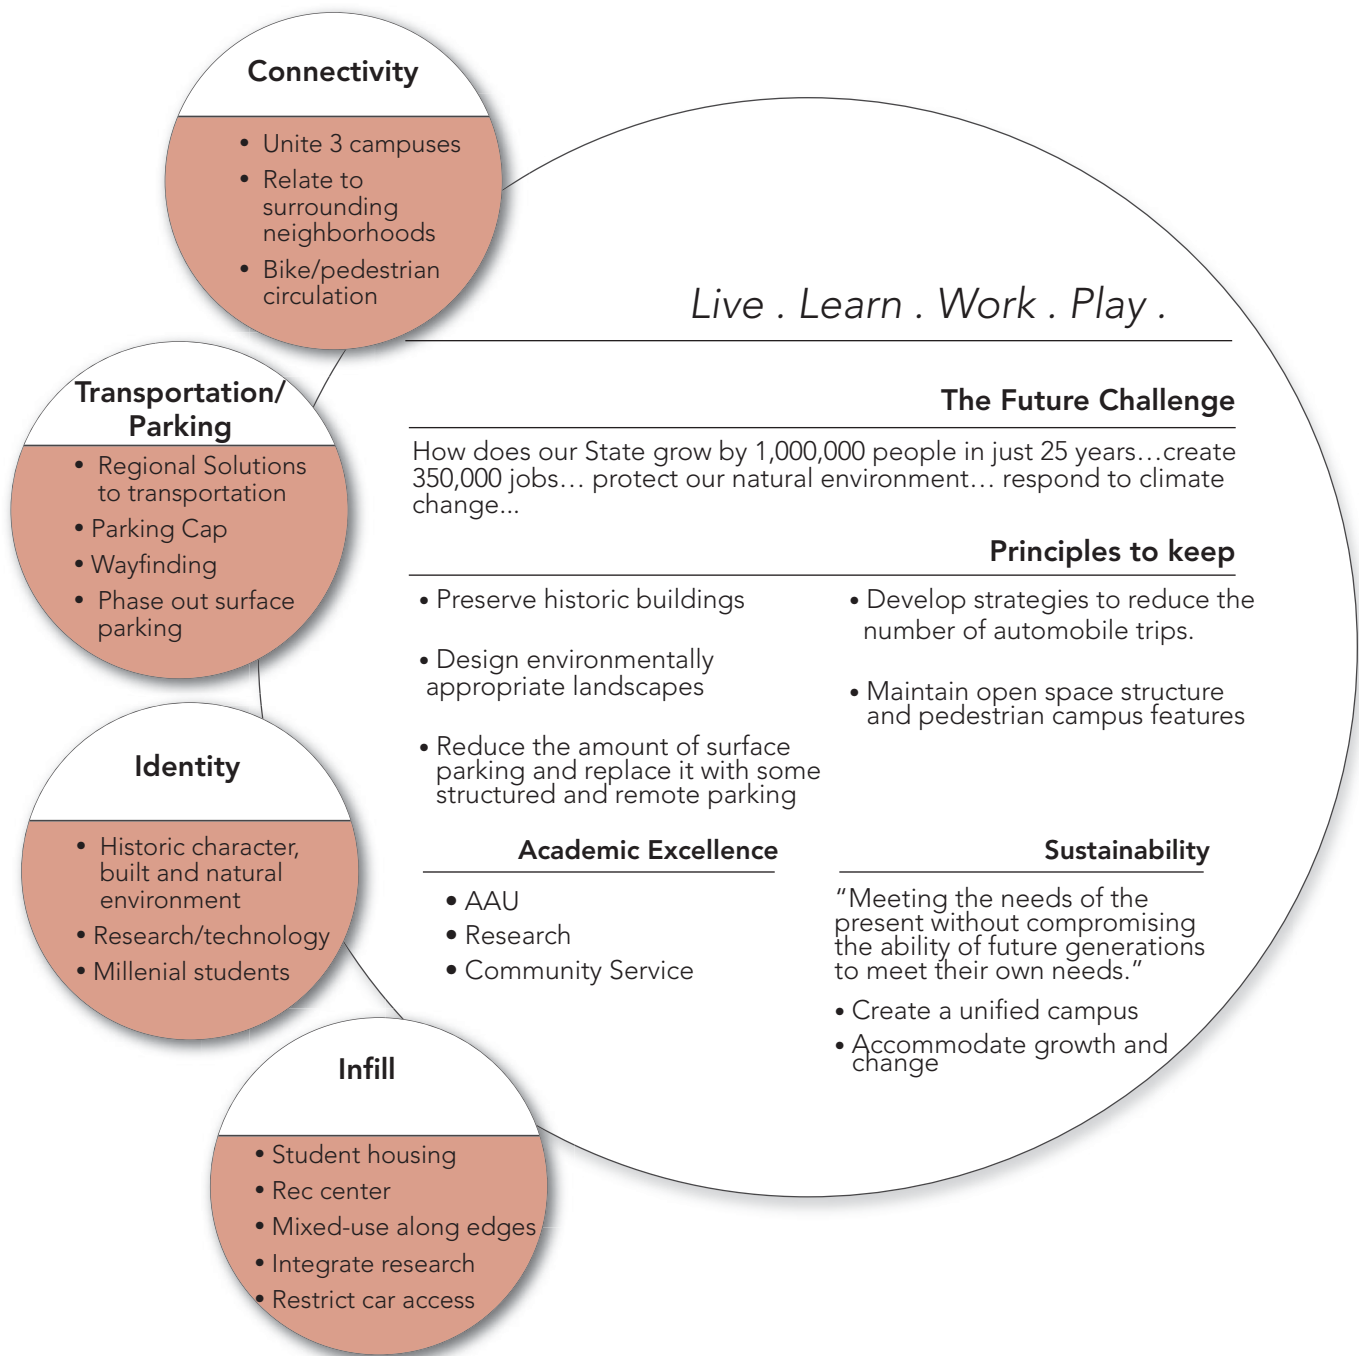 Connectivity
• Unite 3 campuses
• Relate to
surrounding
neighborhoods
• Bike/pedestrian
circulation
Transportation/
Parking
• Regional Solutions
to transportation
• Parking Cap
• Wayfinding
• Phase out surface
parking
Identity
• Historic character,
built and natural
environment
• Research/technology
• Millenial students
Infill
• Student housing
• Rec center
• Mixed-use along edges
• Integrate research
• Restrict car access
Live . Learn . Work . Play .
The Future Challenge
How does our State grow by 1,000,000 people in just 25 years…create
350,000 jobs… protect our natural environment… respond to climate
change...
Principles to keep
• Preserve historic buildings
• Design environmentally
appropriate landscapes
• Reduce the amount of surface
parking and replace it with some
structured and remote parking
• Develop strategies to reduce the
number of automobile trips.
• Maintain open space structure
and pedestrian campus features
Academic Excellence
• AAU
• Research
• Community Service
Sustainability
“Meeting the needs of the
present without compromising
the ability of future generations
to meet their own needs.”
• Create a unified campus
• Accommodate growth and
change